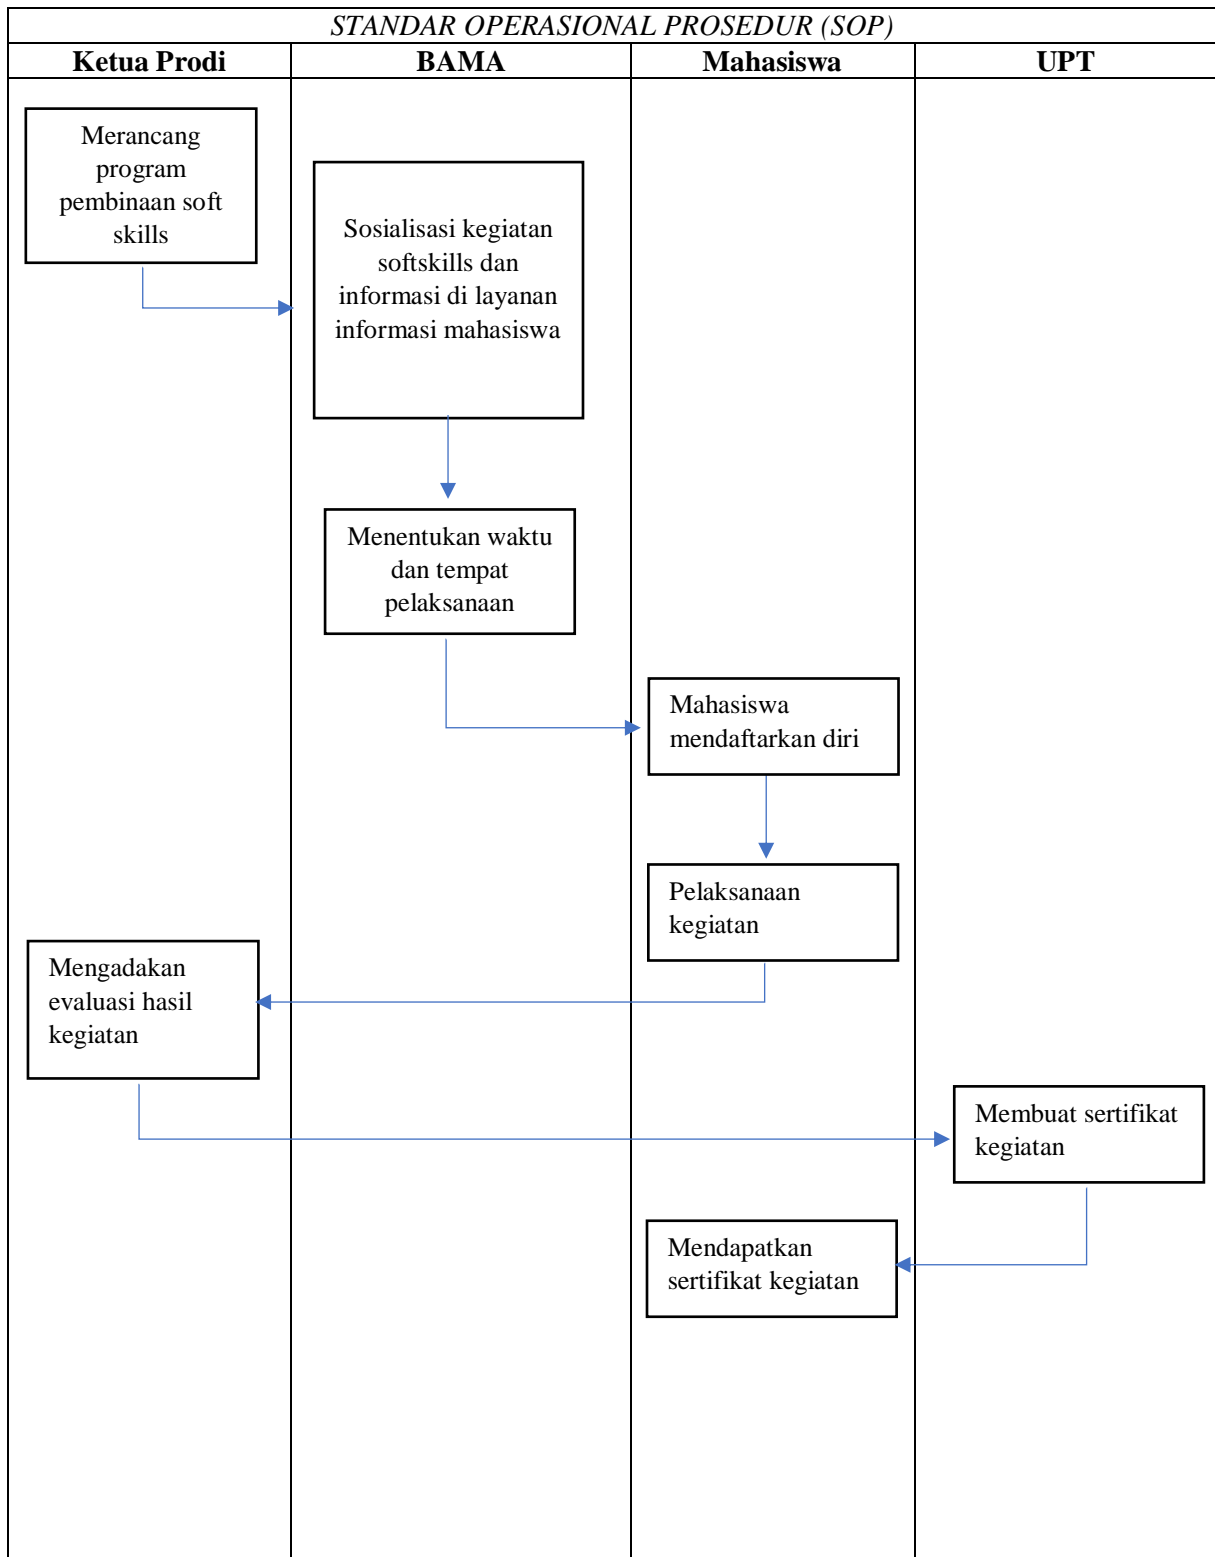 STANDAR OPERASIONAL PROSEDUR (SOP)
Ketua Prodi
BAMA
Mahasiswa
UPT
Merancang
program
pembinaan soft
skills
Sosialisasi kegiatan
softskills dan
informasi di layanan
informasi mahasiswa
Menentukan waktu
dan tempat
pelaksanaan
Mahasiswa
mendaftarkan diri
Pelaksanaan
kegiatan
Mengadakan
evaluasi hasil
kegiatan
Membuat sertifikat
kegiatan
Mendapatkan
sertifikat kegiatan